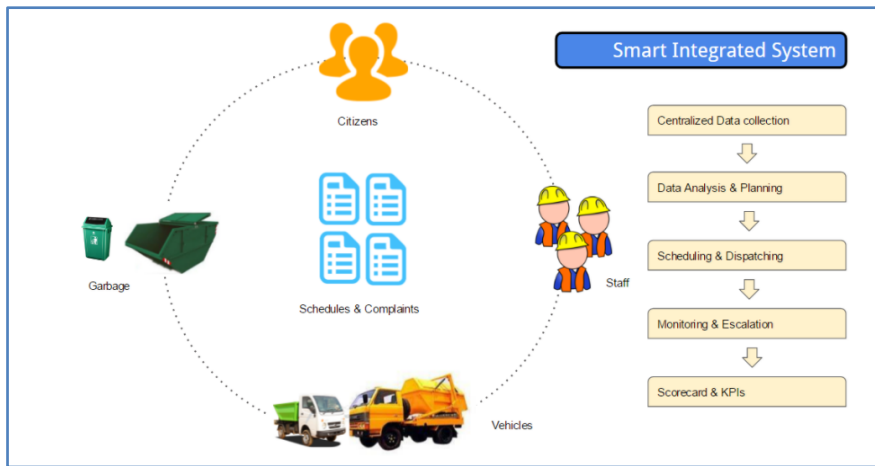 Smart Integrated System
Citizens
Garbage
Schedules & Complaints
Staff
Vehicles
Centralized Data collection
Data Analysis & Planning
Scheduling & Dispatching
Monitoring & Escalation
Scorecard & KPIs